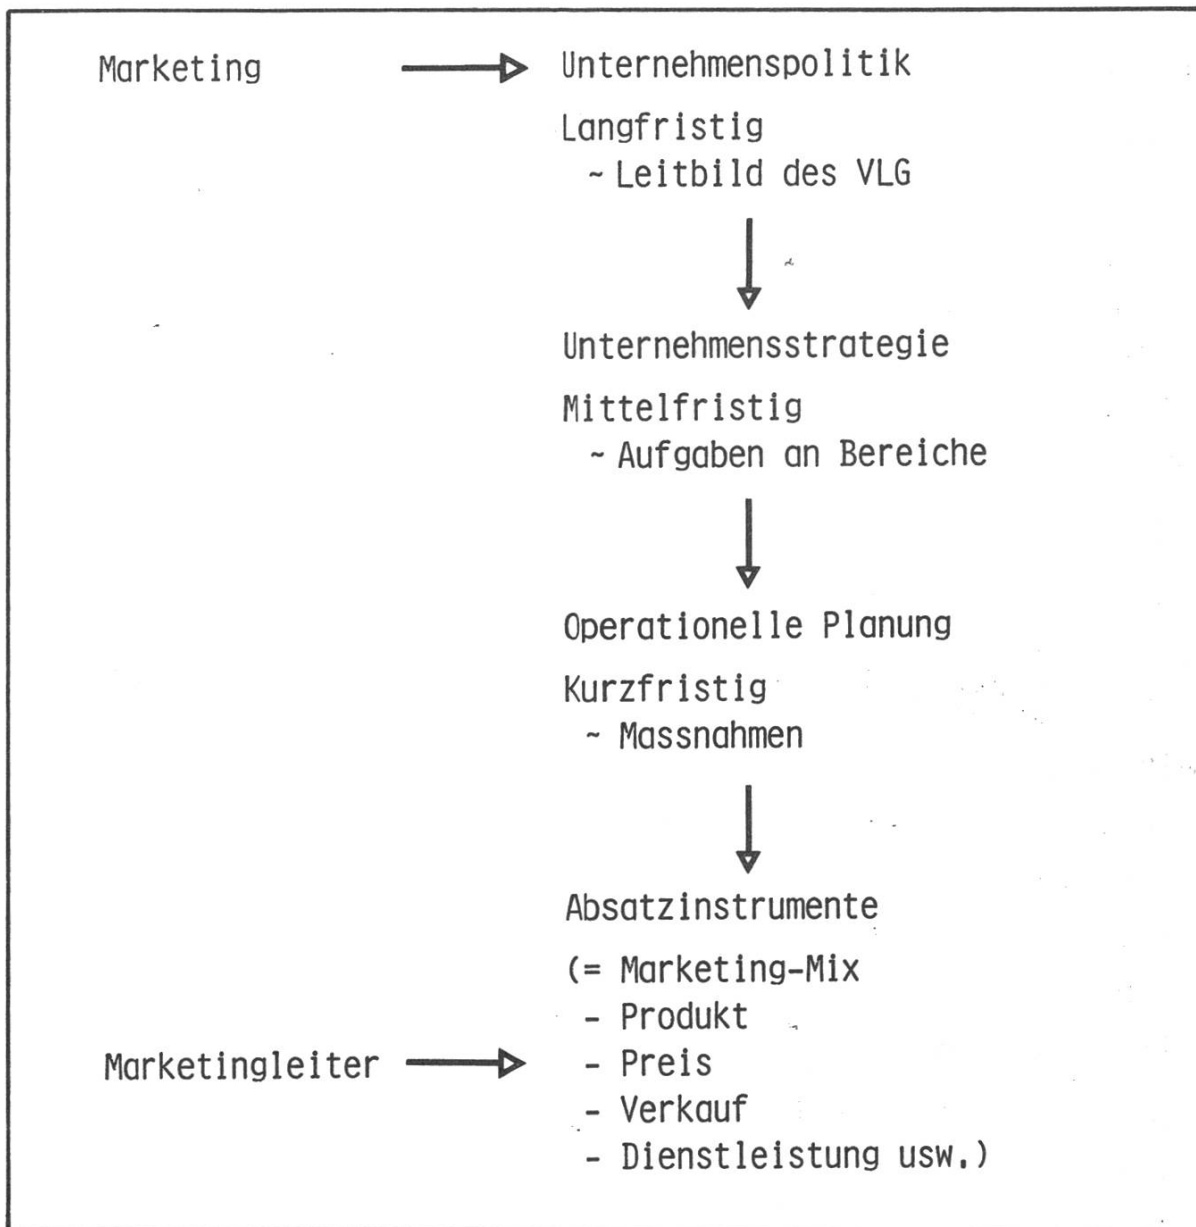 Marketing
Unternehmenspolitik
Langfristig
~ Leitbild des VLG
Unternehmensstrategie
Mittelfristig
~ Aufgaben an Bereiche
Operationelle Planung
Kurzfristig
~ Massnahmen
Absatzinstrumente
(= Marketing-Mix
- Produkt
- Preis
Marketingleiter
- Verkauf
- Dienstleistung usw.)